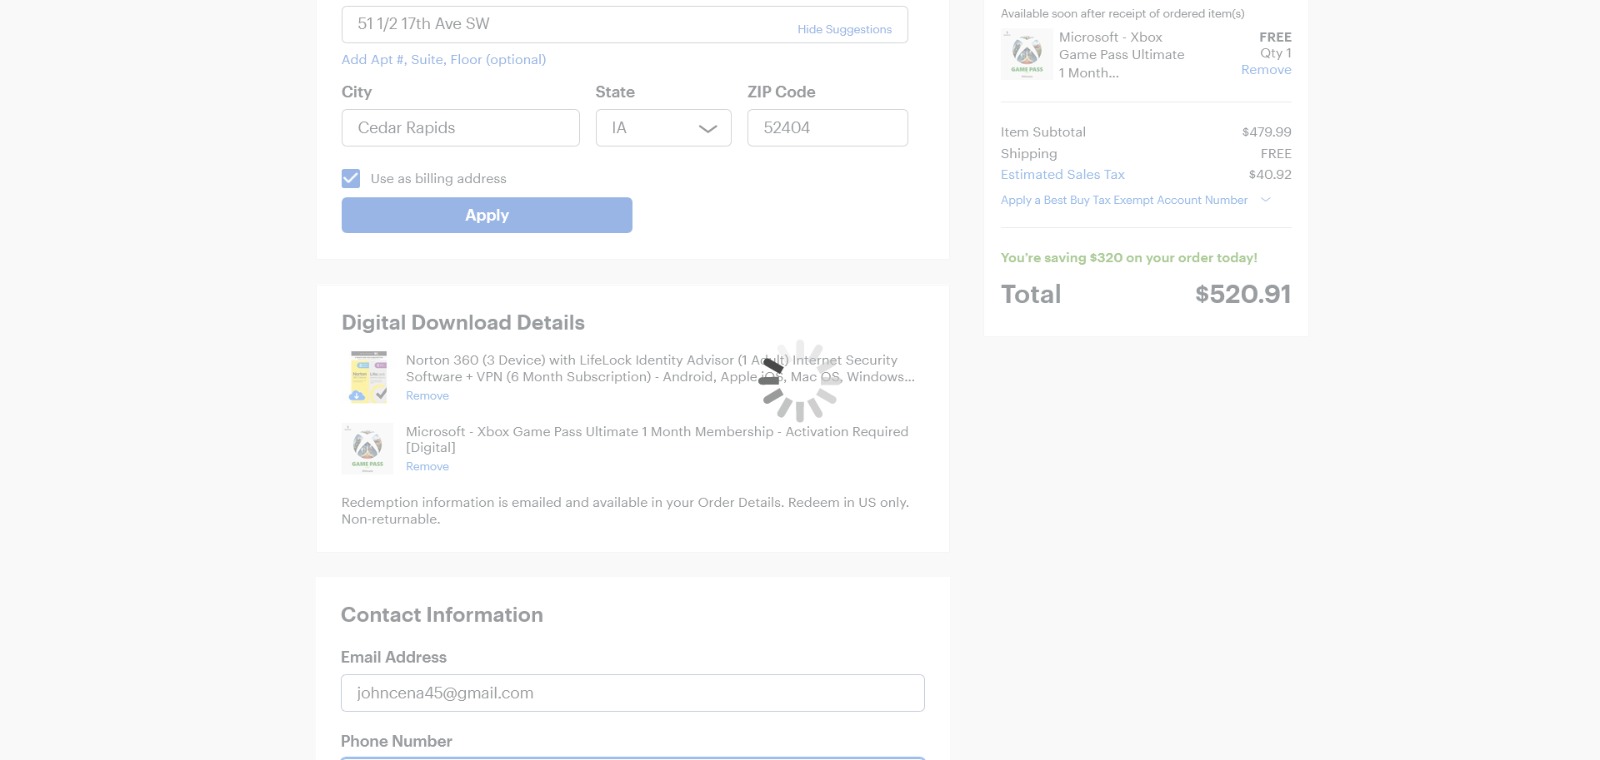 51 1/2 17th Ave SW
Hide Suggestions
Add Apt #, Suite, Floor (optional)
City
State
ZIP Code
Cedar Rapids
IA
52404
Use as billing address
Apply
Digital Download Details
Norton 360 (3 Device) with LifeLock Identity Advisor (1 Adult) Internet Security
Software + VPN (6 Month Subscription) - Android, Apple iOS, Mac OS, Windows...
Remove
Microsoft - Xbox Game Pass Ultimate 1 Month Membership - Activation Required
[Digital]
Remove
GAME PASS
Redemption information is emailed and available in your Order Details. Redeem in US only.
Non-returnable.
Contact Information
Email Address
johncena45@gmail.com
Phone Number
Available soon after receipt of ordered item(s)
Microsoft - Xbox
Game Pass Ultimate
1 Month...
FREE
Qty 1
Remove
GAME PASS
Item Subtotal $479.99
Shipping FREE
Estimated Sales Tax $40.92
Apply a Best Buy Tax Exempt Account Number
You're saving $320 on your order today!
Total $520.91